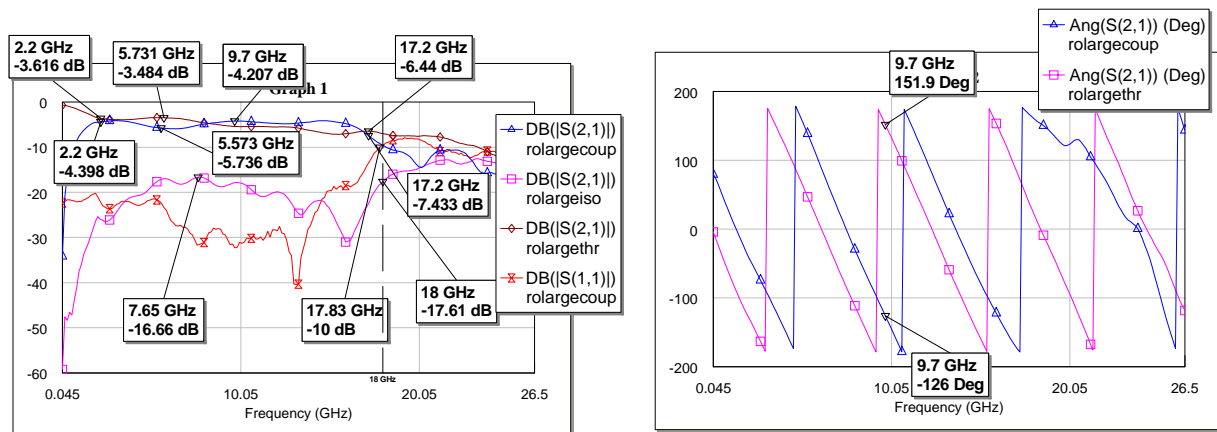 Graph 1
2.2 GHz
-3.616 dB
5.731 GHz
-3.484 dB
9.7 GHz
-4.207 dB
17.2 GHz
-6.44 dB
2.2 GHz
-4.398 dB
5.573 GHz
-5.736 dB
17.2 GHz
-7.433 dB
7.65 GHz
-16.66 dB
17.83 GHz
-10 dB
18 GHz
-17.61 dB
0
-10
-20
-30
-40
-50
-60
0.045
10.05
18 GHz
20.05
26.5
Frequency (GHz)
DB(|S(2,1)|)
rolargecoup
DB(|S(2,1)|)
rolargeiso
DB(|S(2,1)|)
rolargethr
DB(|S(1,1)|)
rolargecoup
Ang(S(2,1)) (Deg)
rolargecoup
Ang(S(2,1)) (Deg)
rolargethr
2
9.7 GHz
151.9 Deg
9.7 GHz
-126 Deg
200
100
0
-100
-200
0.045
10.05
20.05
26.5
Frequency (GHz)